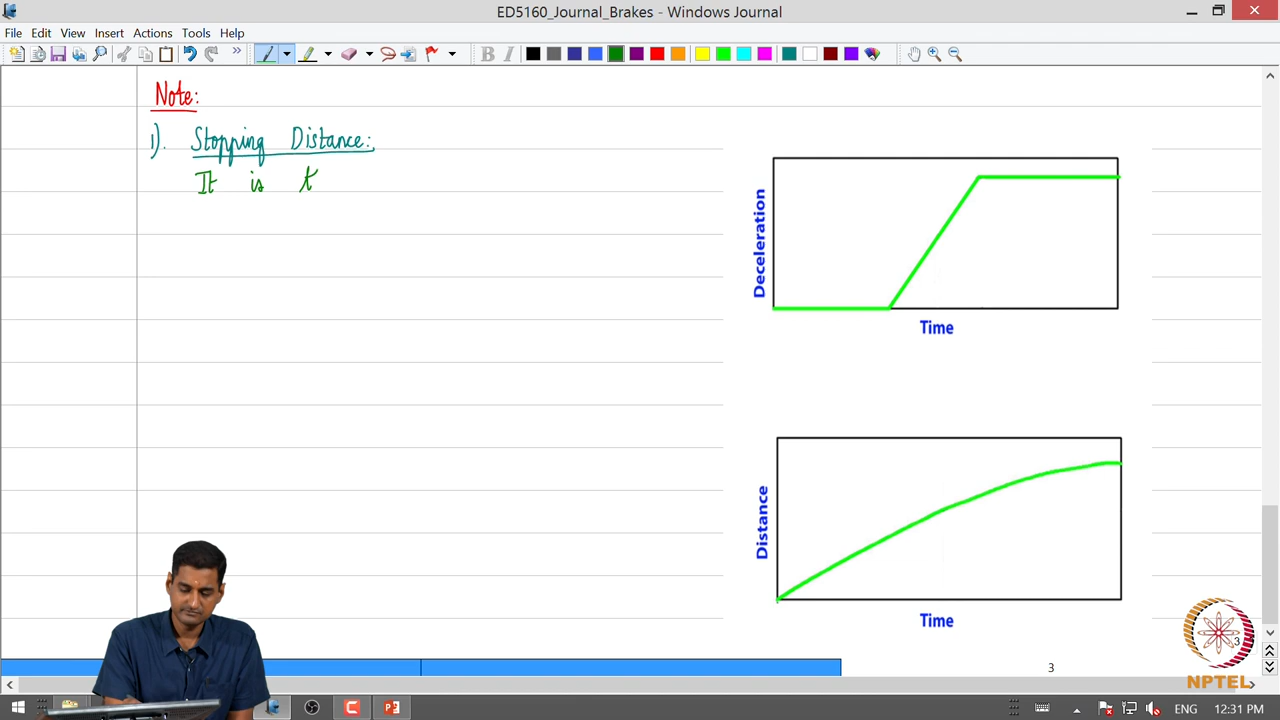 ED5160_Journal_Brakes - Windows Journal
File Edit View Insert Actions Tools Help
B I
Note:
1). Stopping Distance:
It is t
Deceleration
Time
Distance
Time
3
3
NPTEL
ENG 12:31 PM